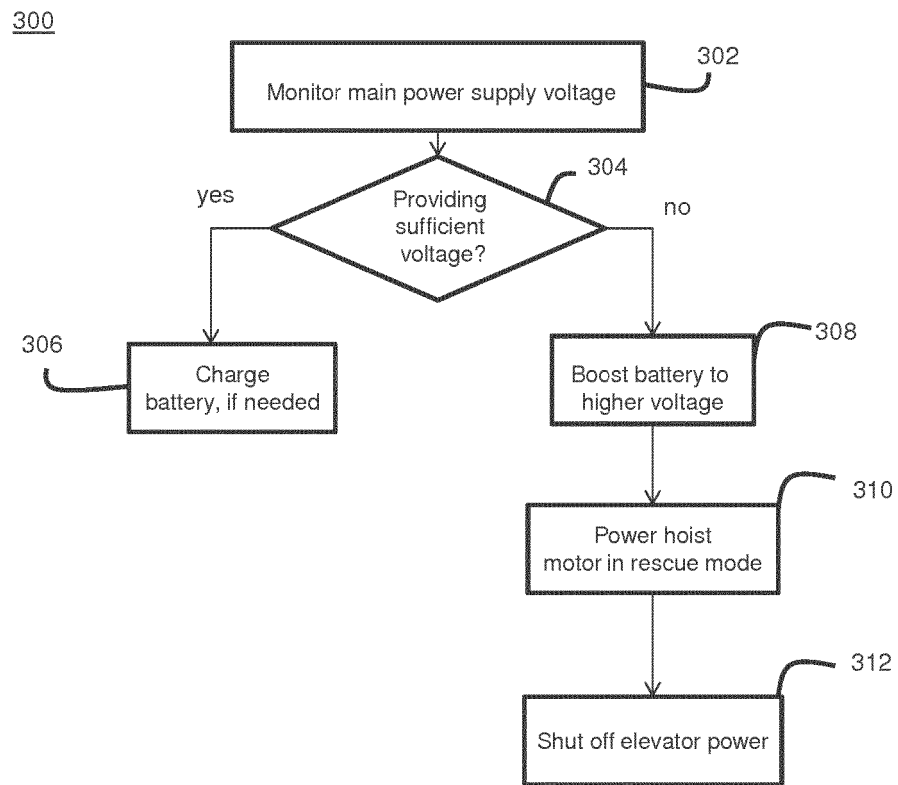 300
302
Monitor main power supply voltage
304
Providing
sufficient
voltage?
yes
no
306
Charge
battery, if needed
308
Boost battery to
higher voltage
310
Power hoist
motor in rescue mode
312
Shut off elevator power